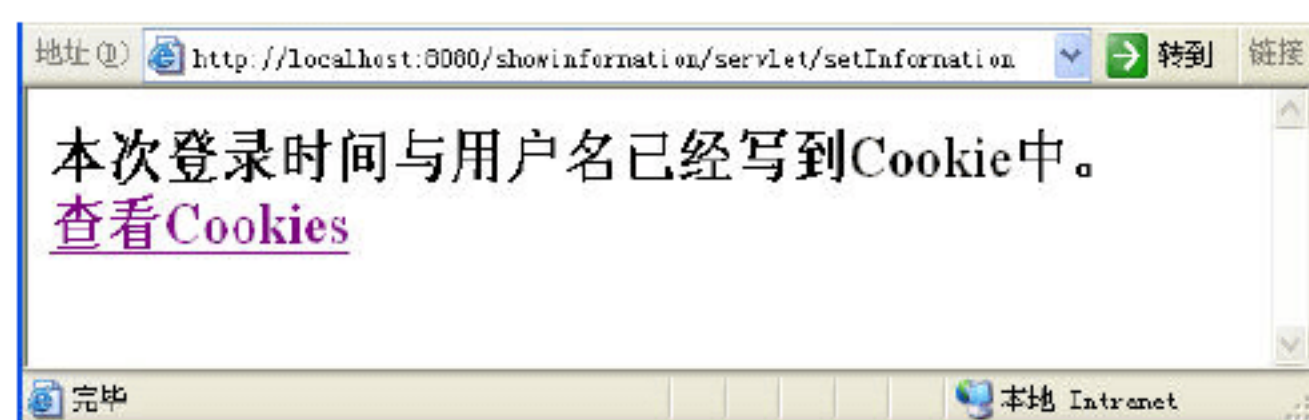 地址(D) http://localhost:8080/showinfornation/servlet/setInfornation 转到 链接
本次登录时间与用户名已经写到Cookie中。
查看Cookies
完毕 本地 Intranet